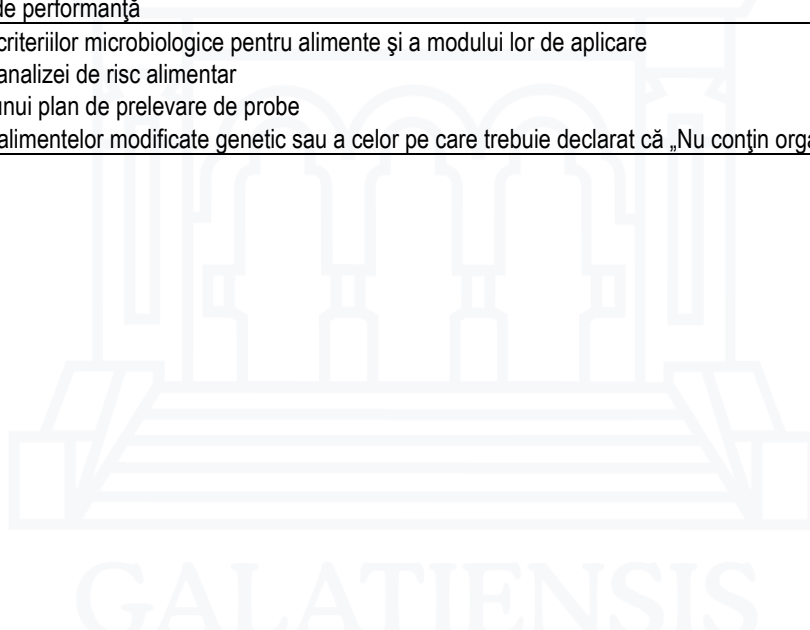 de performanţă
criteriilor microbiologice pentru alimente şi a modului lor de aplicare
analizei de risc alimentar
unui plan de prelevare de probe
alimentelor modificate genetic sau a celor pe care trebuie declarat că „Nu conţin
GALATIENSIS